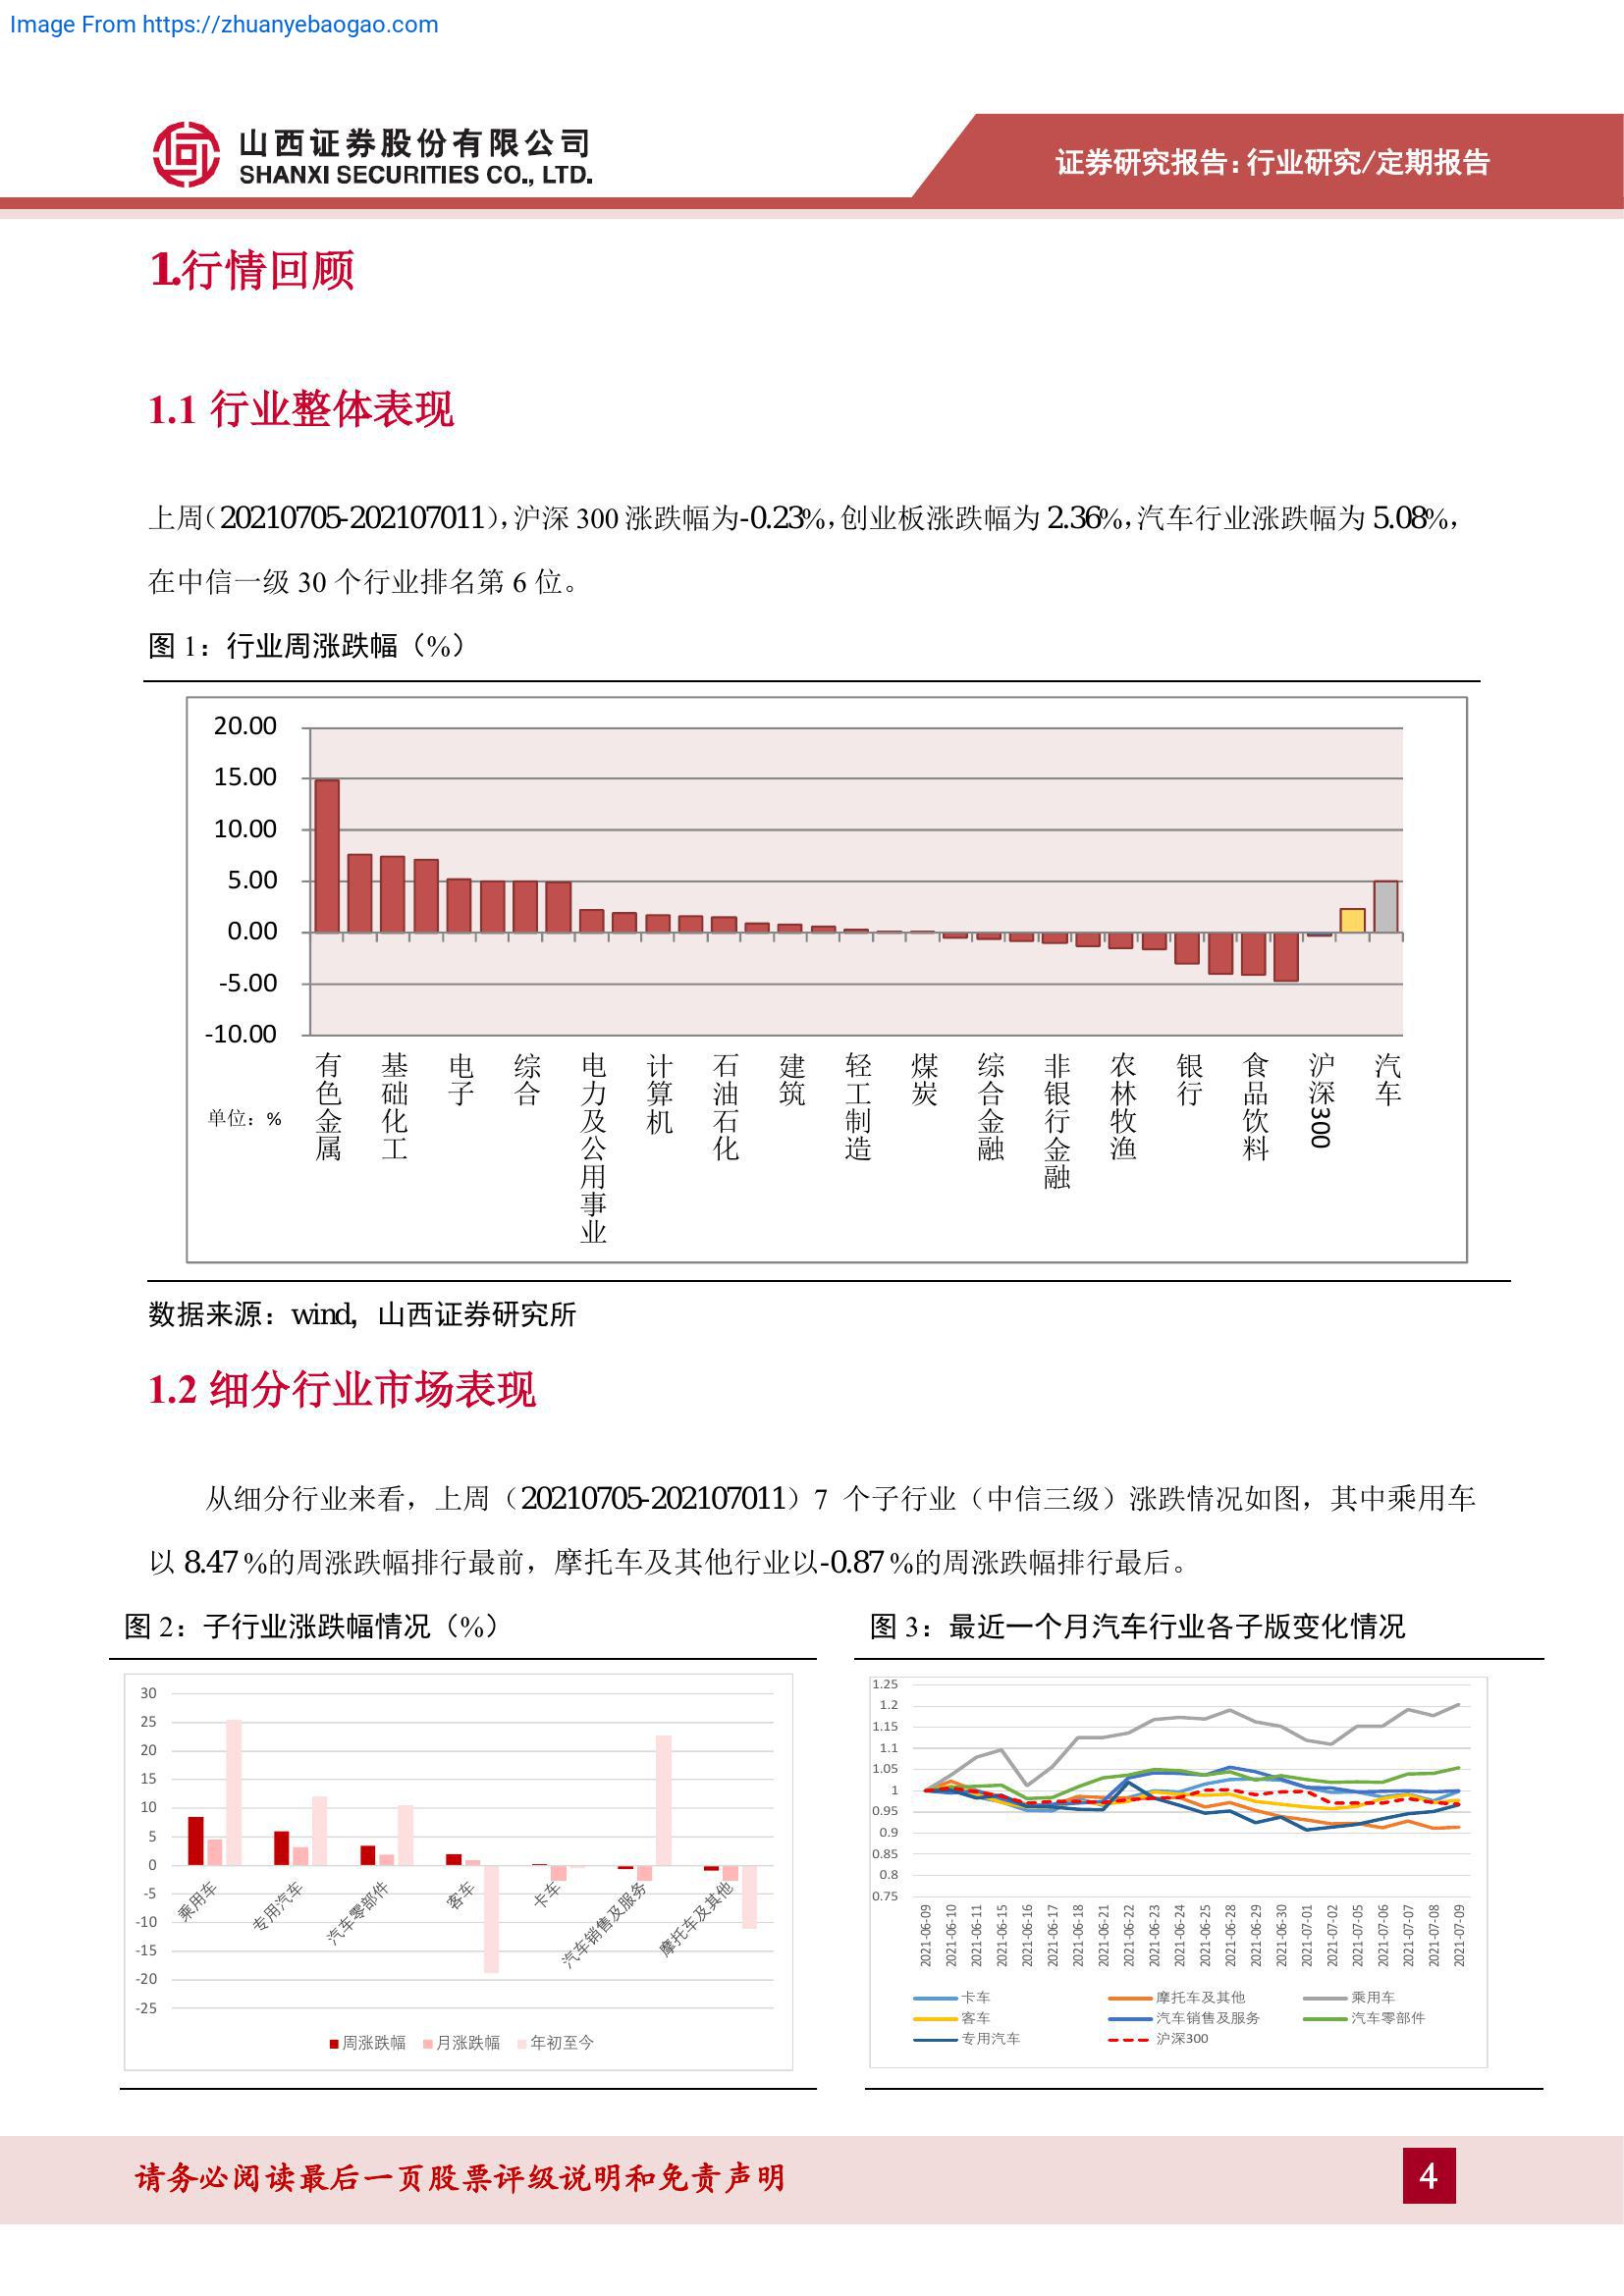 Image From https://zhuanyebaogao.com
山西证券股份有限公司
SHANXI SECURITIES CO., LTD.
证券研究报告：行业研究/定期报告
1.行情回顾
1.1 行业整体表现
上周（20210705-202107011），沪深 300 涨跌幅为-0.23%，创业板涨跌幅为 2.36%，汽车行业涨跌幅为 5.08%，
在中信一级 30 个行业排名第 6 位。
图 1：行业周涨跌幅（%）
20.00
15.00
10.00
5.00
0.00
-5.00
-10.00
单位：%
有色金属
基础化工
电子
综合
电力及公用事业
计算机
石油石化
建筑
轻工制造
煤炭
综合金融
非银行金融
农林牧渔
银行
食品饮料
沪深300
汽车
数据来源：wind，山西证券研究所
1.2 细分行业市场表现
从细分行业来看，上周（20210705-202107011）7 个子行业（中信三级）涨跌情况如图，其中乘用车
以 8.47 %的周涨跌幅排行最前，摩托车及其他行业以-0.87 %的周涨跌幅排行最后。
图 2：子行业涨跌幅情况（%）
30
25
20
15
10
5
0
-5
-10
-15
-20
-25
乘用车
专用汽车
汽车零部件
客车
卡车
汽车销售及服务
摩托车及其他
周涨跌幅 月涨跌幅 年初至今
图 3：最近一个月汽车行业各子版变化情况
1.25
1.2
1.15
1.1
1.05
1
0.95
0.9
0.85
0.8
0.75
2021-06-09
2021-06-10
2021-06-11
2021-06-15
2021-06-16
2021-06-17
2021-06-18
2021-06-21
2021-06-22
2021-06-23
2021-06-24
2021-06-25
2021-06-28
2021-06-29
2021-06-30
2021-07-01
2021-07-02
2021-07-05
2021-07-06
2021-07-07
2021-07-08
2021-07-09
卡车 摩托车及其他 乘用车
客车 汽车销售及服务 汽车零部件
专用汽车 沪深300
请务必阅读最后一页股票评级说明和免责声明
4